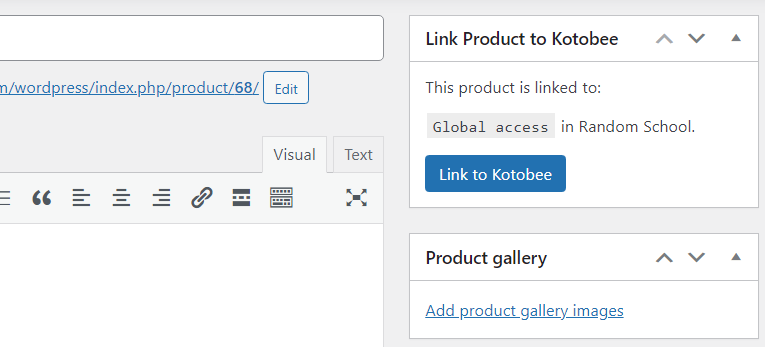 m/wordpress/index.php/product/68/ Edit
Visual Text
Link Product to Kotobee
This product is linked to:
Global access in Random School.
Link to Kotobee
Product gallery
Add product gallery images